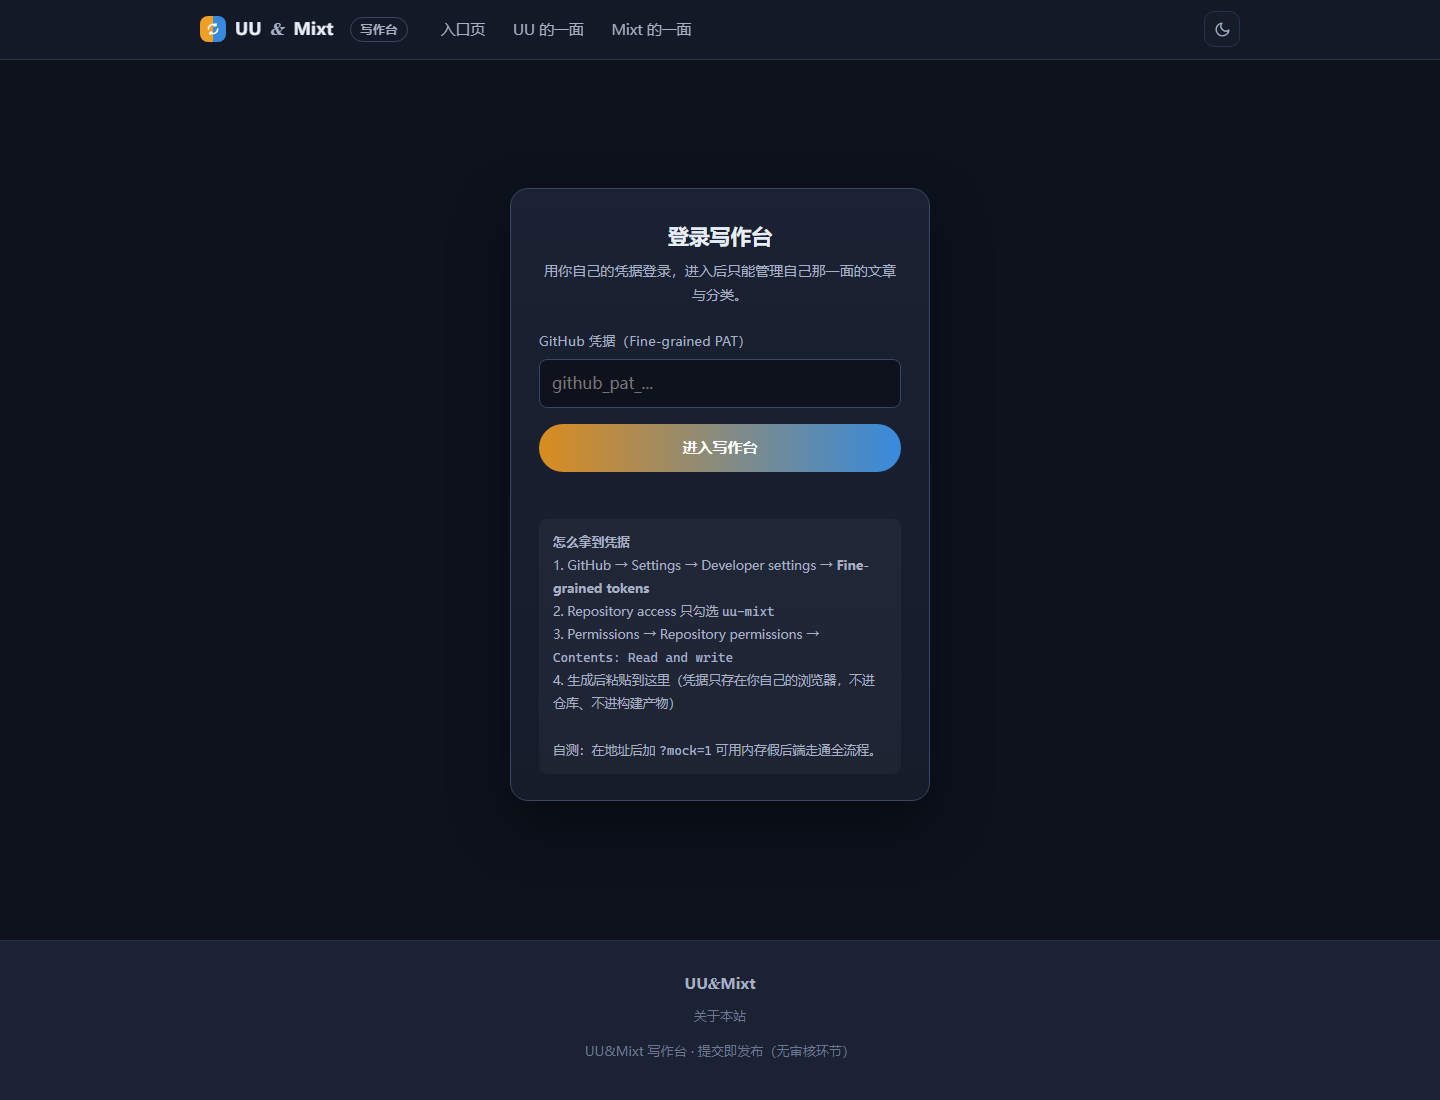 UU & Mixt 写作台 入口页 UU 的一面 Mixt 的一面
登录写作台
用你自己的凭据登录，进入后只能管理自己那一面的文章
与分类。
GitHub 凭据（Fine-grained PAT）
github_pat_...
进入写作台
怎么拿到凭据
1. GitHub → Settings → Developer settings → Fine-
grained tokens
2. Repository access 只勾选 uu-mixt
3. Permissions → Repository permissions →
Contents: Read and write
4. 生成后粘贴到这里（凭据只存在你自己的浏览器，不进
仓库、不进构建产物）
自测：在地址后加 ?mock=1 可用内存假后端走通全流程。
UU&Mixt
关于本站
UU&Mixt 写作台 · 提交即发布（无审核环节）